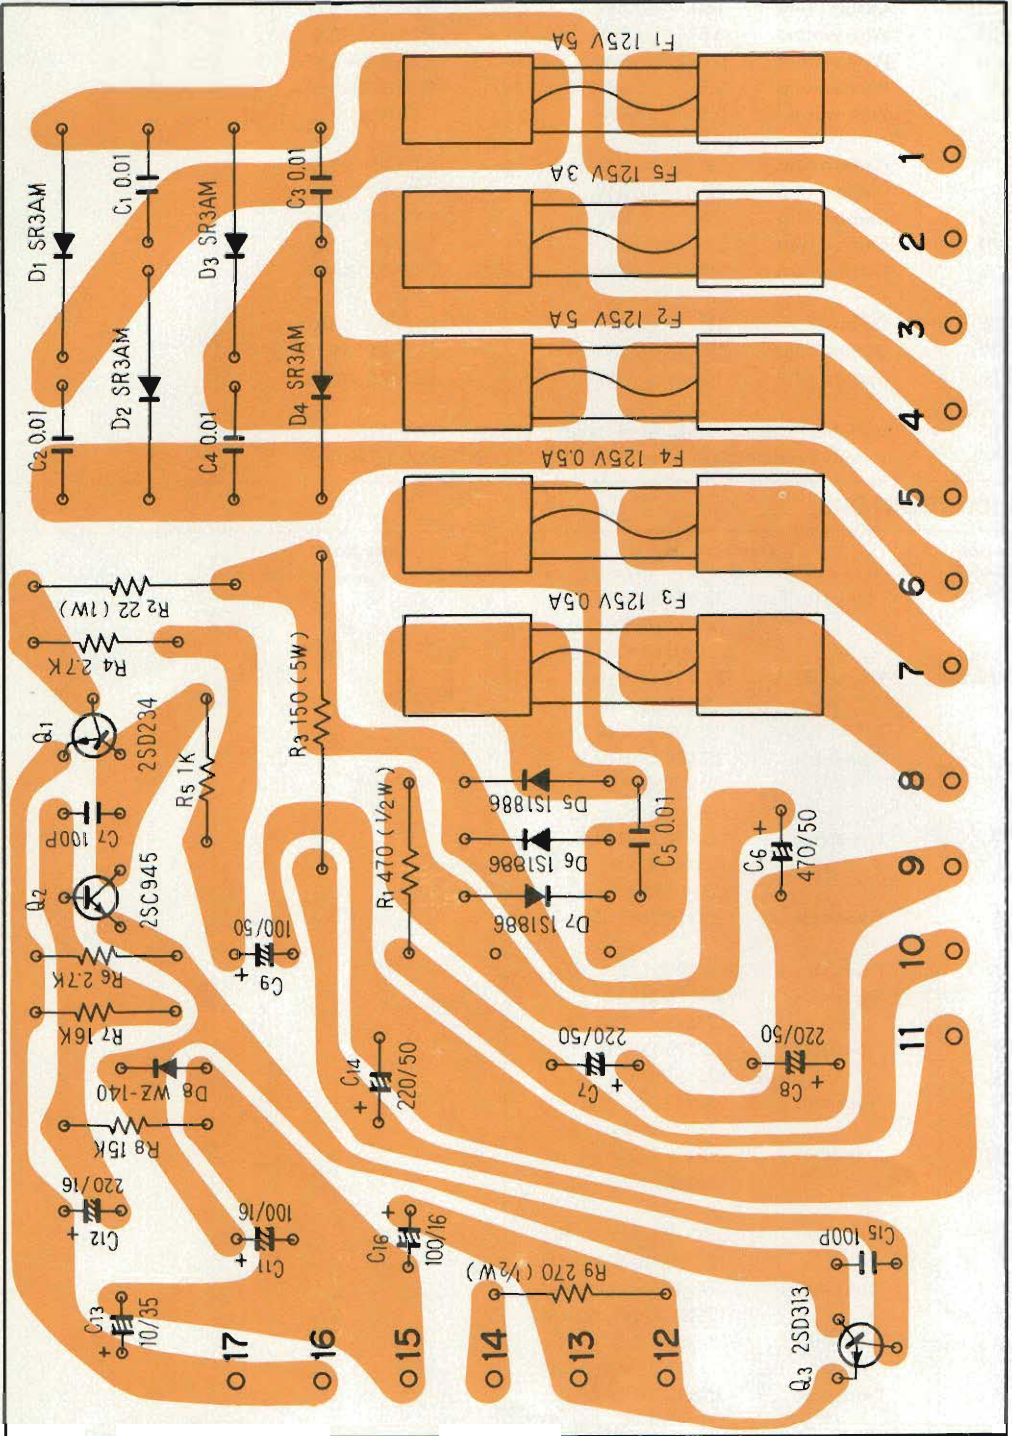 F1 125V 5A
F5 125V 3A
F2 125V 5A
F4 125V 0.5A
F3 125V 0.5A
D1 SR3AM
C1 0.01
D3 SR3AM
C3 0.01
C2 0.01
D2 SR3AM
C4 0.01
D4 SR3AM
R2 22 (1W)
R4 2.7K
Q1
2SD234
R5 1K
R3 150 (5W)
C7 100P
Q2
2SC945
R1 470 (1/2W)
D5 1S1886
D6 1S1886
D7 1S1886
C5 0.01
C6 +
470/50
R6 2.7K
R7 16K
C9 +
100/50
D8 WZ-140
R8 15K
C14 +
220/50
C7 +
220/50
C8 +
220/50
C12 +
220/16
C11 +
100/16
C16 +
100/16
C13 +
10/35
R9 270 (1/2W)
C15 100P
Q3 2SD313
1
2
3
4
5
6
7
8
9
10
11
17
16
15
14
13
12